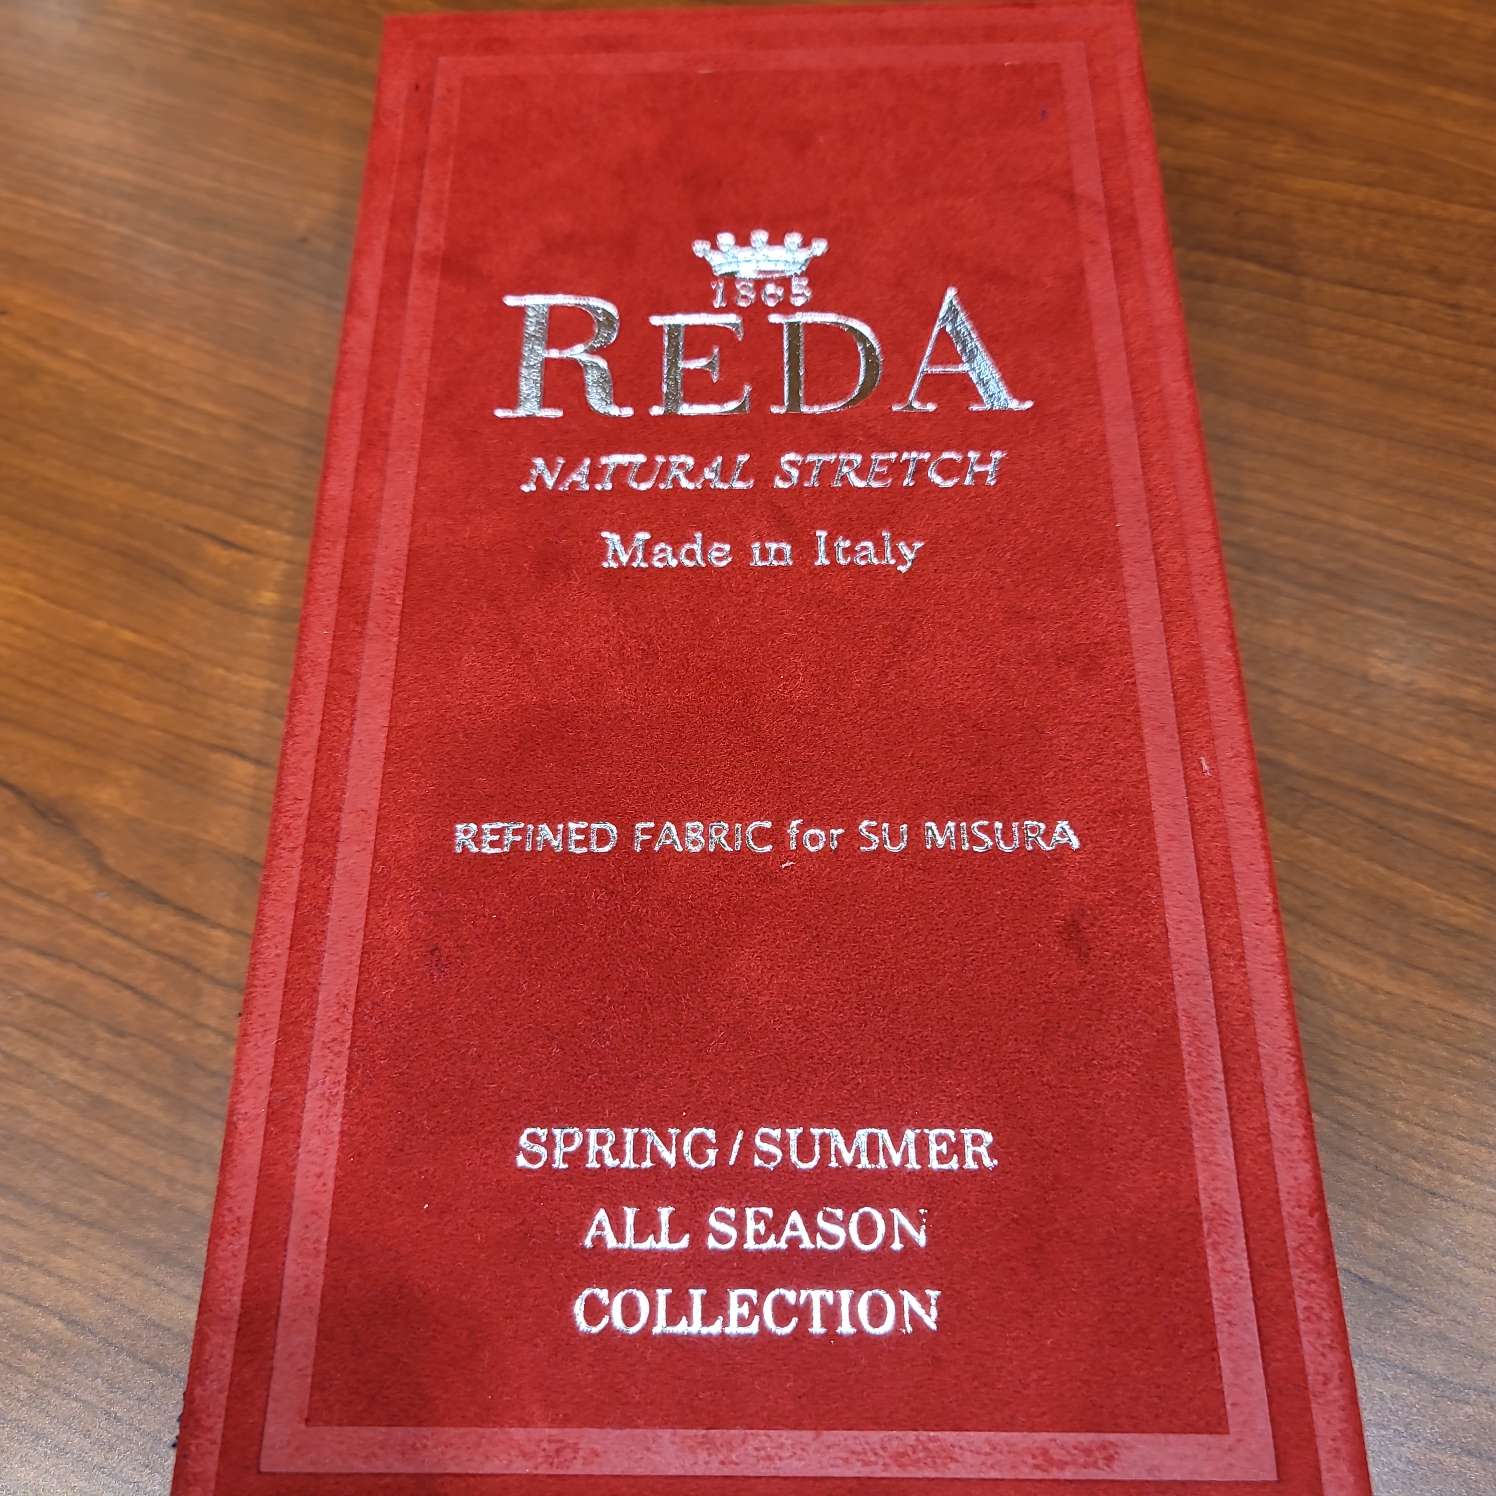 1865
REDA
NATURAL STRETCH
Made in Italy
REFINED FABRIC for SU MISURA
SPRING/SUMMER
ALL SEASON
COLLECTION